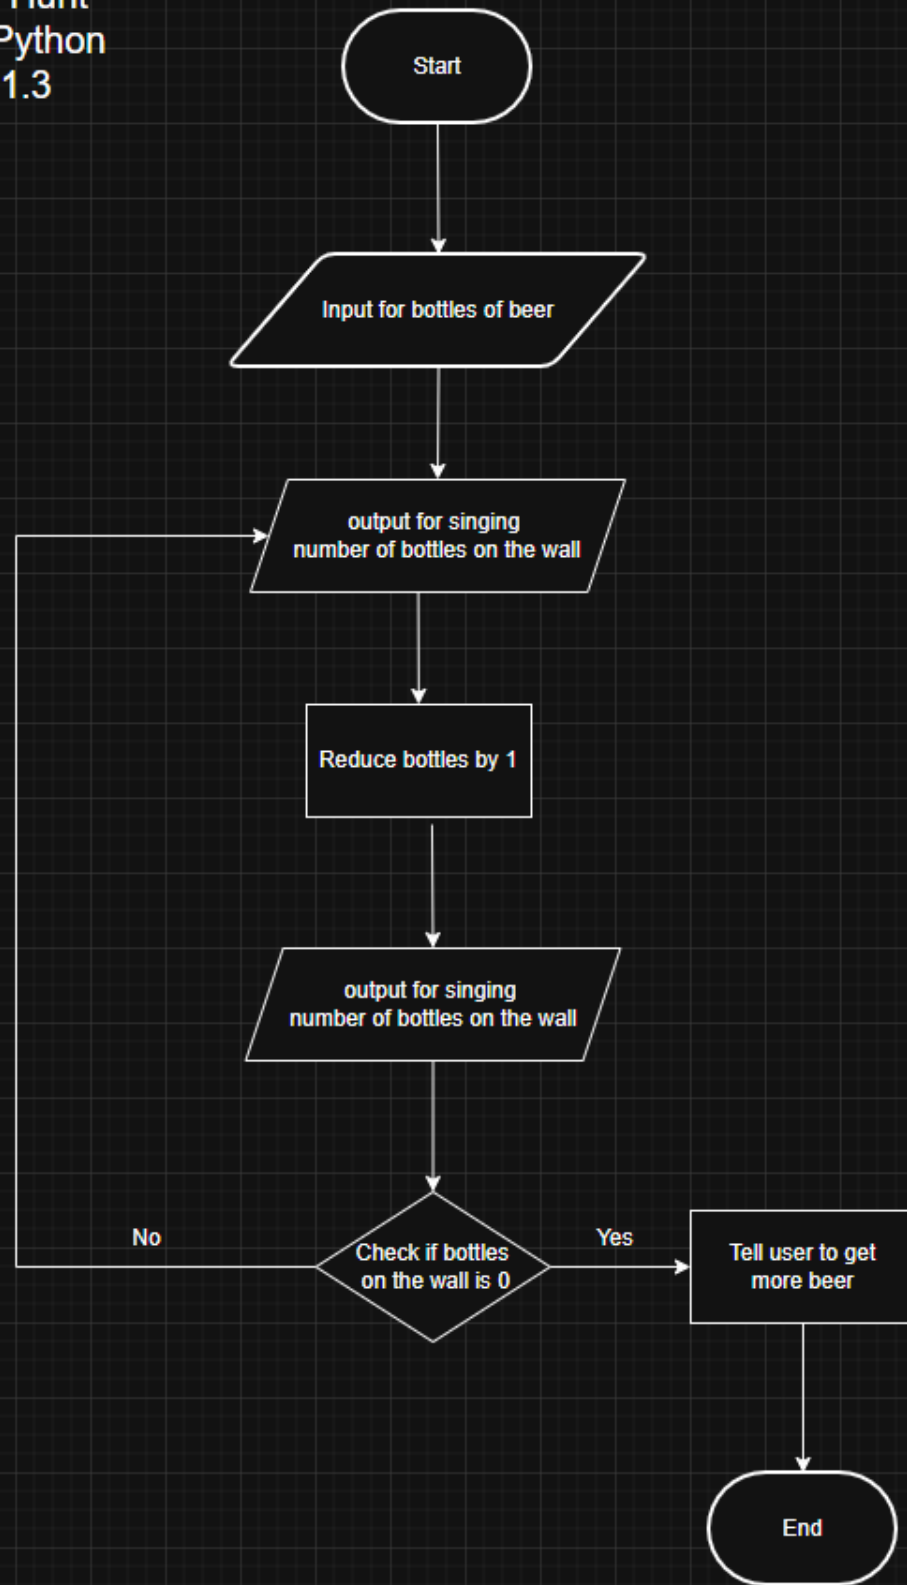 Hunt
Python
1.3
Start
Input for bottles of beer
output for singing
number of bottles on the wall
Reduce bottles by 1
output for singing
number of bottles on the wall
Check if bottles
on the wall is 0
No
Yes
Tell user to get
more beer
End